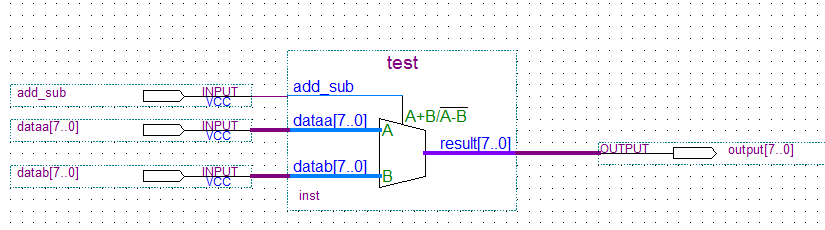 test
add_sub INPUT VCC add_sub
A+B/A-B
dataa[7..0] INPUT VCC dataa[7..0] A
result[7..0] OUTPUT output[7..0]
datab[7..0] INPUT VCC datab[7..0] B
inst